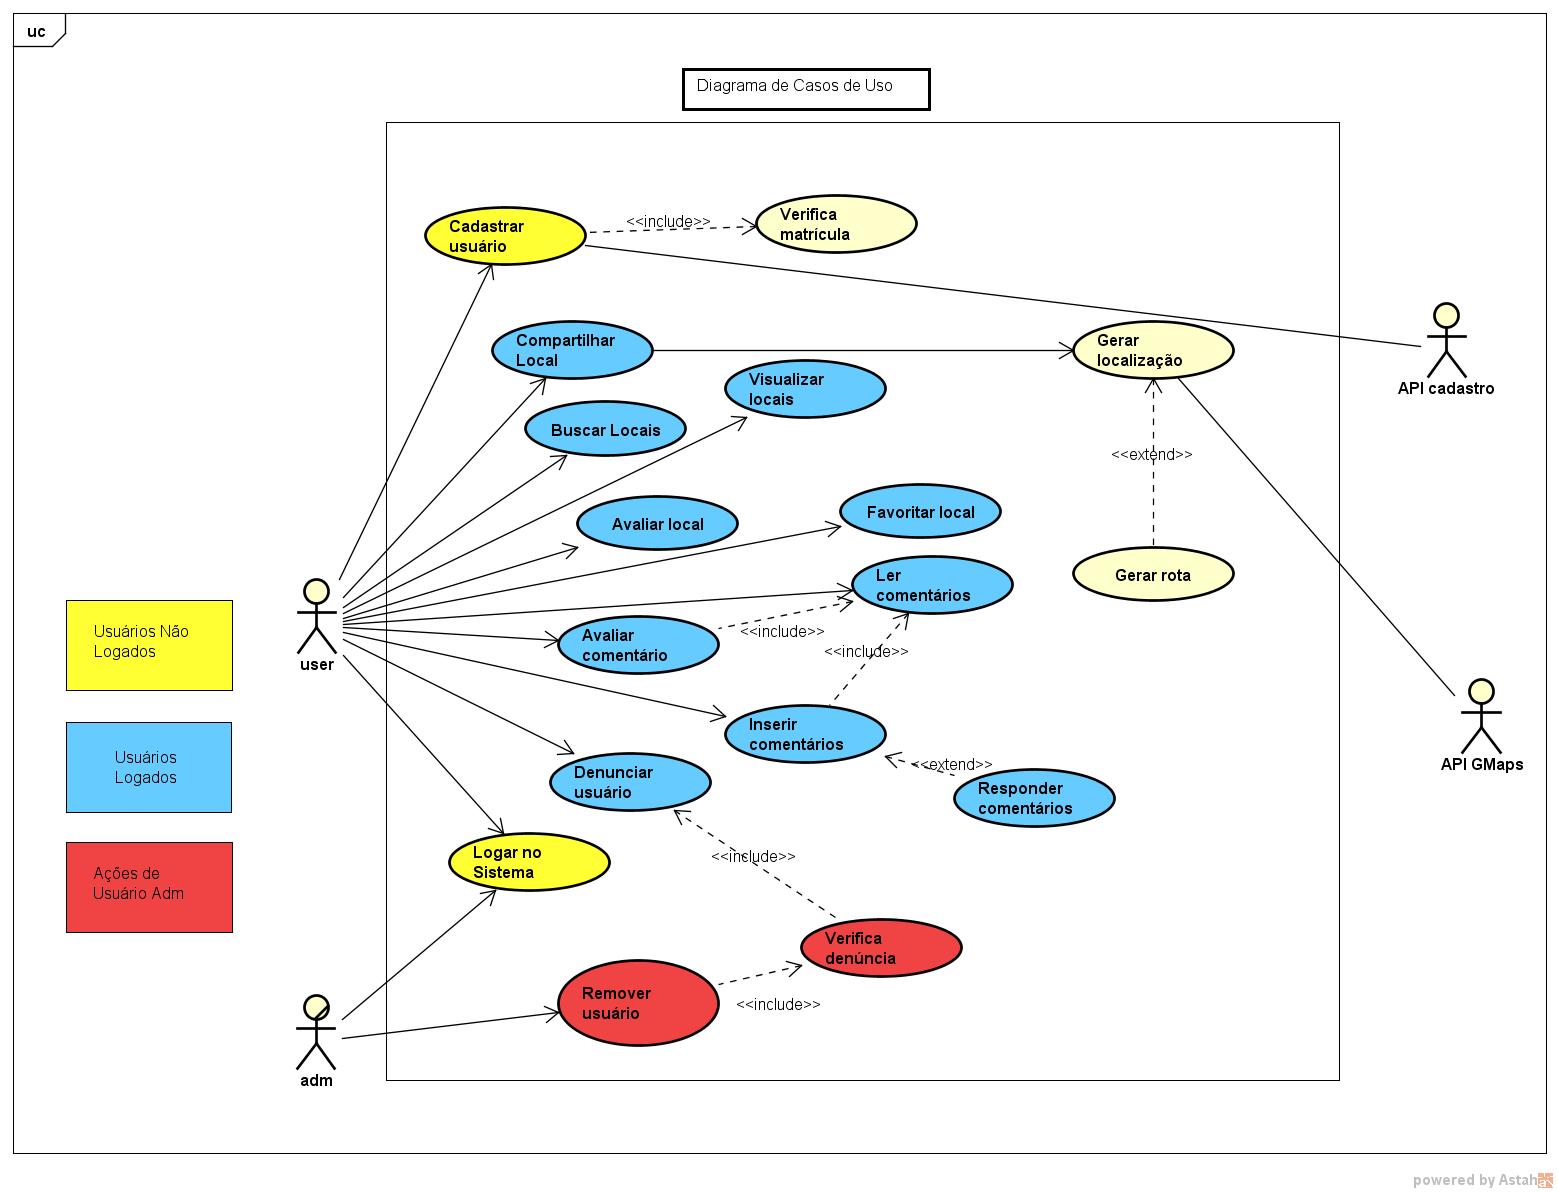 uc
Diagrama de Casos de Uso
Cadastrar
usuário
<<include>>
Verifica
matrícula
Compartilhar
Local
Gerar
localização
API cadastro
Visualizar
locais
Buscar Locais
<<extend>>
Avaliar local
Favoritar local
Ler
comentários
Gerar rota
Usuários Não
Logados
user
Avaliar
comentário
<<include>>
<<include>>
Inserir
comentários
Usuários
Logados
Denunciar
usuário
<<extend>>
Responder
comentários
API GMaps
Logar no
Sistema
<<include>>
Ações de
Usuário Adm
Verifica
denúncia
Remover
usuário
<<include>>
adm
powered by Astah